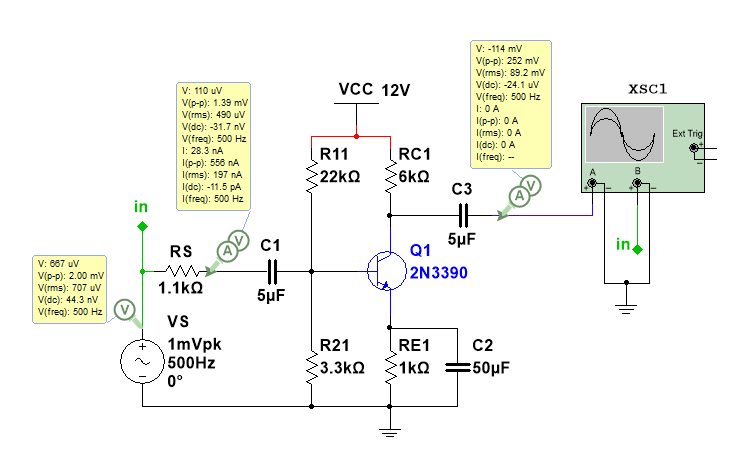 V: -114 mV
V(p-p): 252 mV
V(rms): 89.2 mV
V(dc): -24.1 uV
V(freq): 500 Hz
I: 0 A
I(p-p): 0 A
I(rms): 0 A
I(dc): 0 A
I(freq): --
XSC1
Ext Trig
+
−
A
B
+
−
+
−
V: 110 uV
V(p-p): 1.39 mV
V(rms): 490 uV
V(dc): -31.7 nV
V(freq): 500 Hz
I: 28.3 nA
I(p-p): 556 nA
I(rms): 197 nA
I(dc): -11.5 pA
I(freq): 500 Hz
VCC 12V
R11
22kΩ
RC1
6kΩ
C3
5µF
A
V
in
in
RS
1.1kΩ
A
V
C1
5µF
Q1
2N3390
V: 667 uV
V(p-p): 2.00 mV
V(rms): 707 uV
V(dc): 44.3 nV
V(freq): 500 Hz
V
VS
1mVpk
500Hz
0°
+
−
R21
3.3kΩ
RE1
1kΩ
C2
50µF